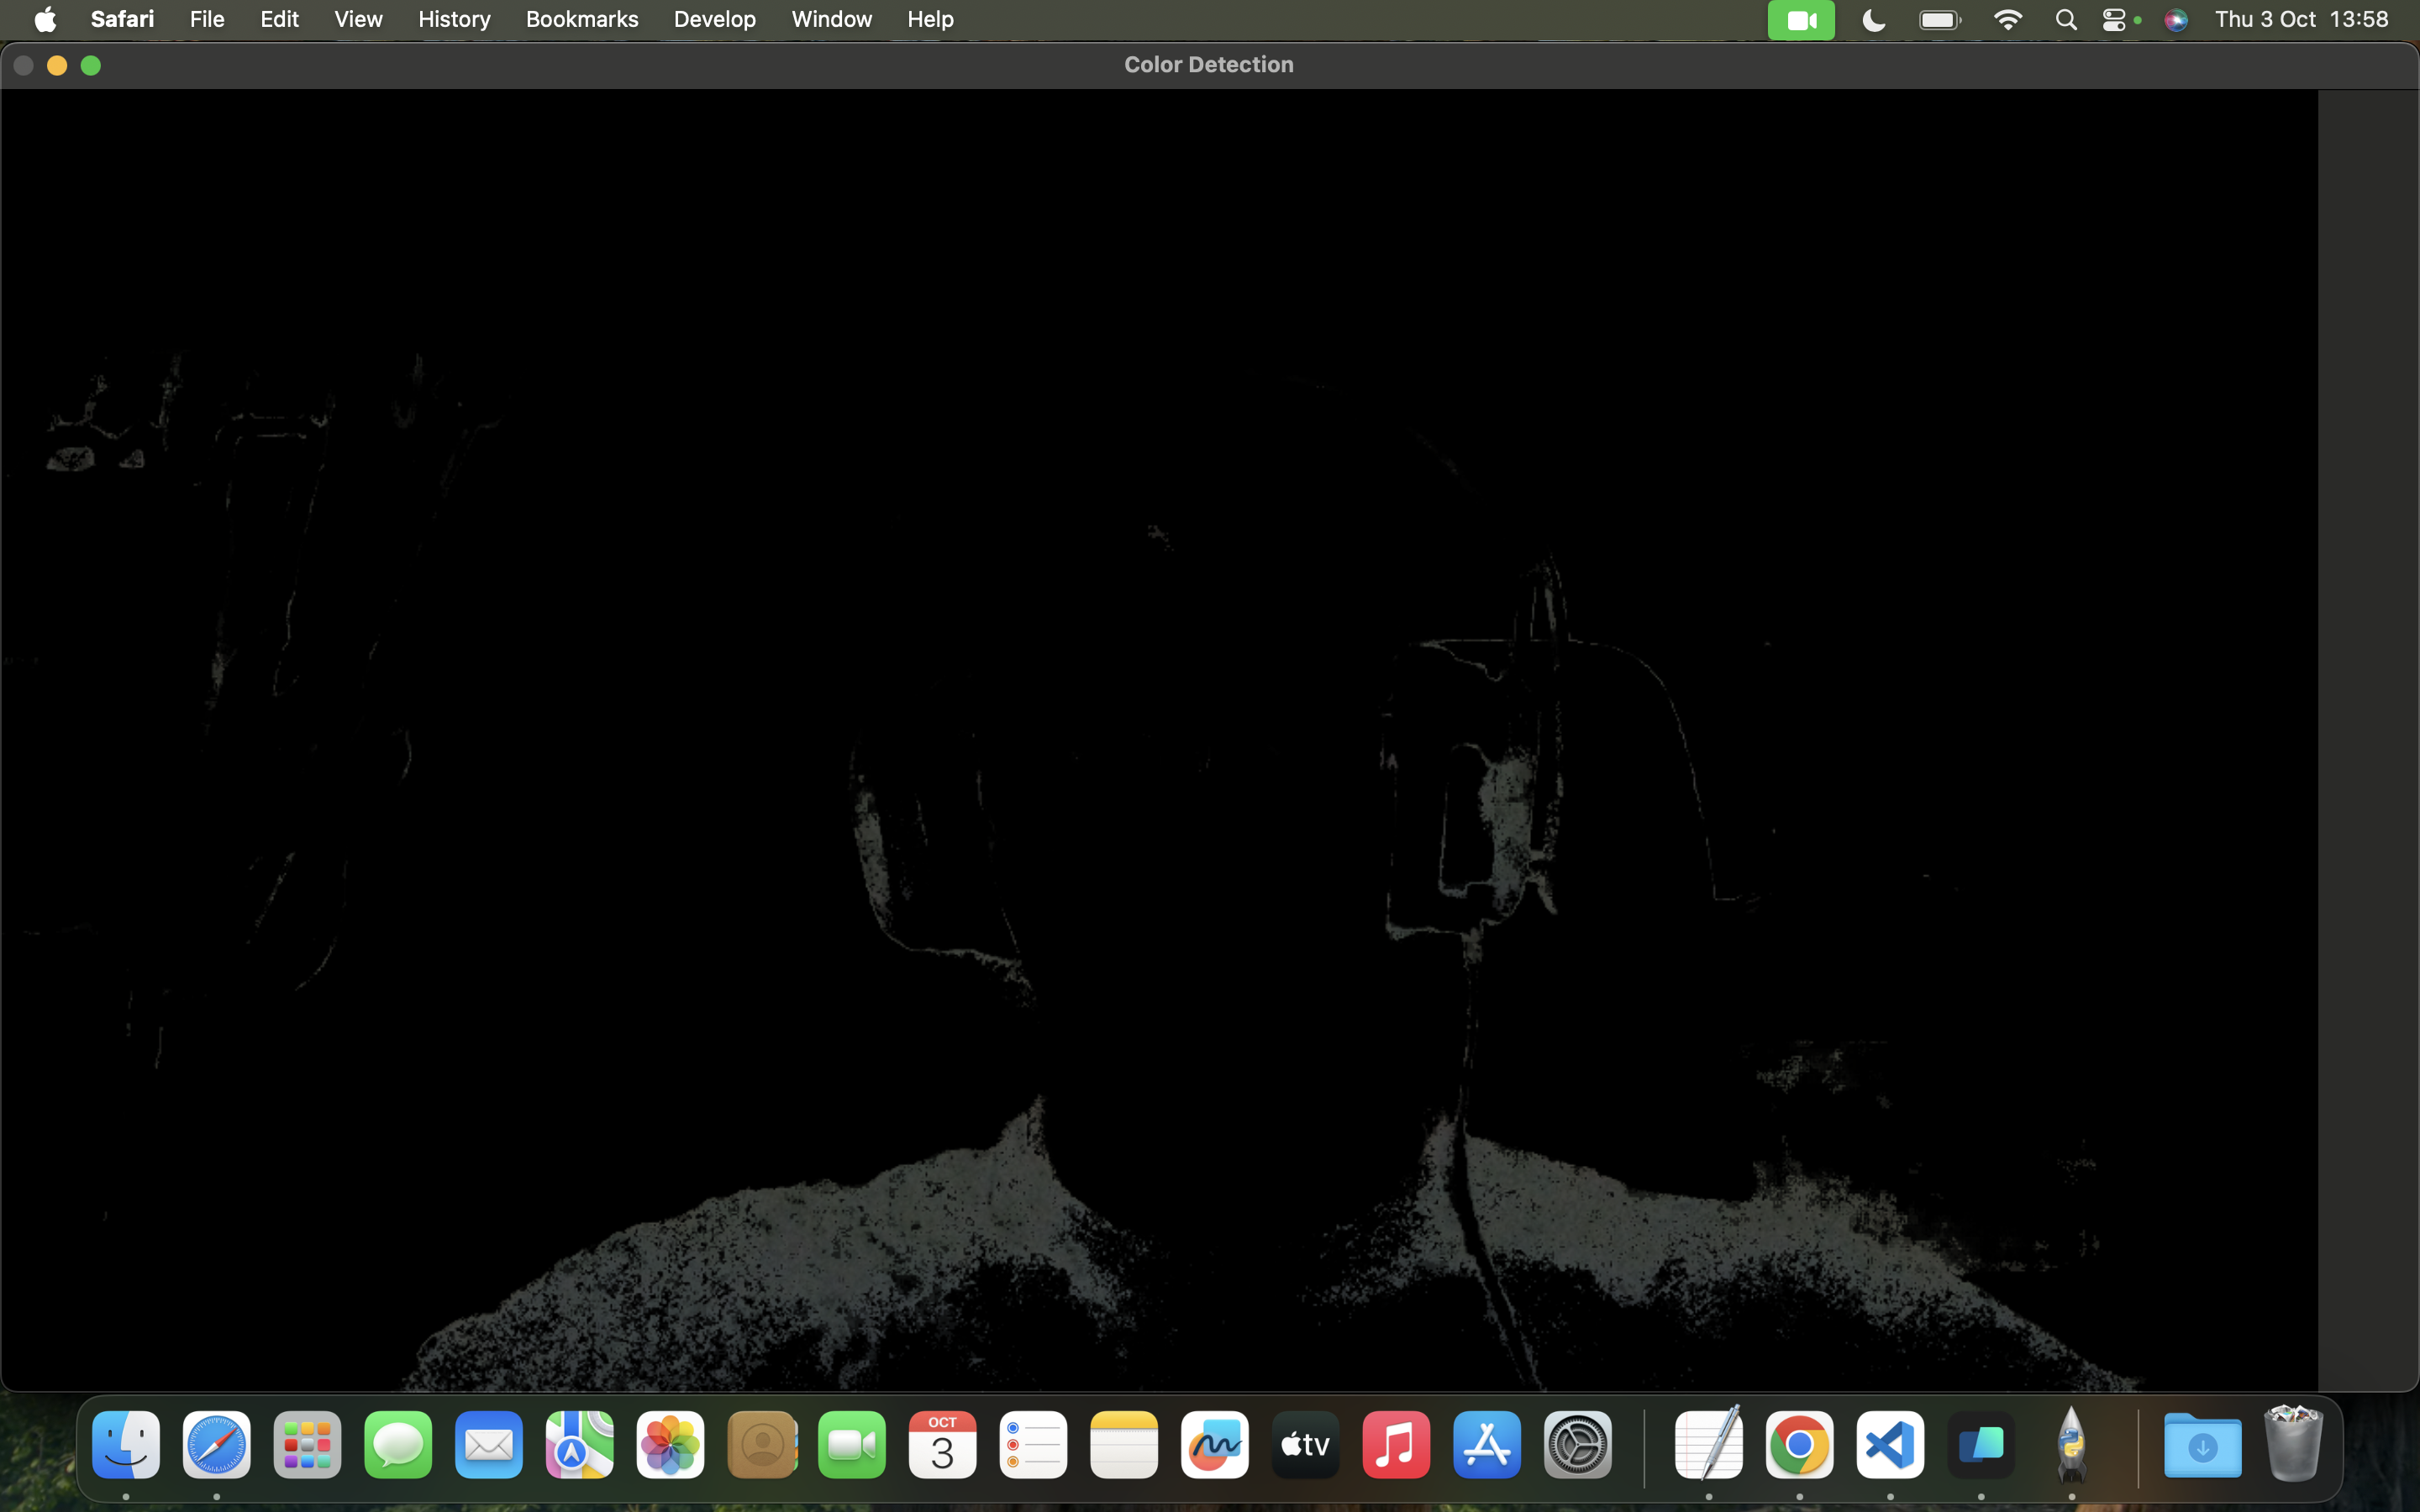 Safari File Edit View History Bookmarks Develop Window Help Thu 3 Oct 13:58
Color Detection
OCT
3
tv